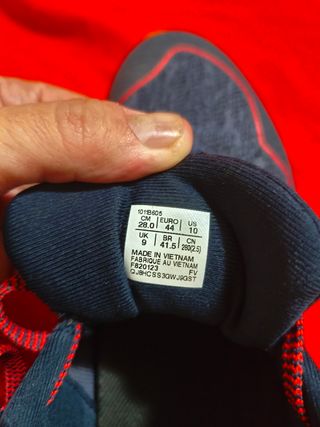 1011B605
CM EURO US
28.0 44 10
UK BR CN
9 41.5 280(2.5)
MADE IN VIETNAM
FABRIQUE AU VIETNAM
F820123 FV
QJ8HCSS3GWJ9GST